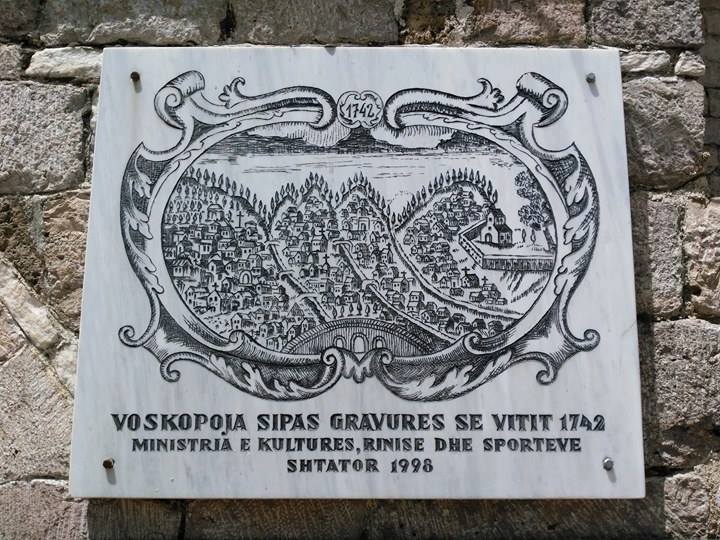 1742
VOSKOPOJA SIPAS GRAVURES SE VITIT 1742
MINISTRIA E KULTURES, RINISE DHE SPORTEVE
SHTATOR 1998